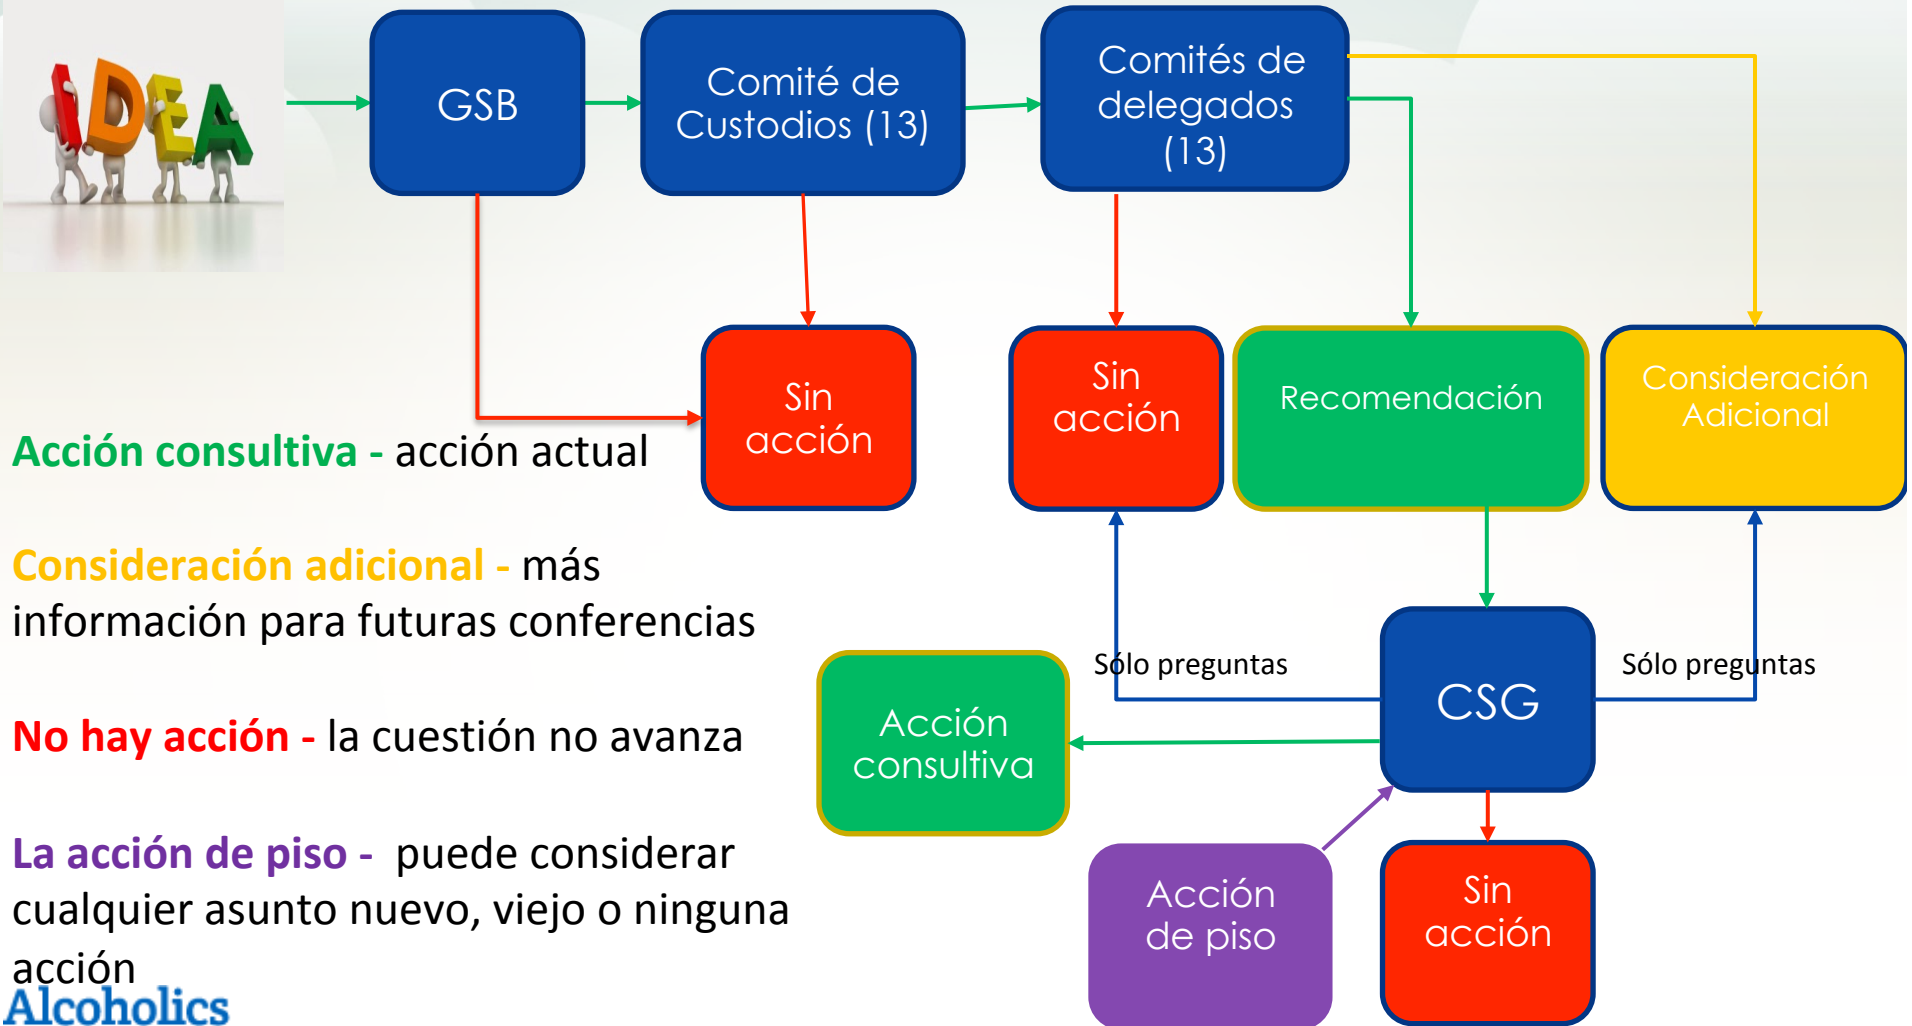 IDEA
GSB
Comité de
Custodios (13)
Comités de
delegados
(13)
Sin
acción
Sin
acción
Recomendación
Consideración
Adicional
Acción consultiva - acción actual
Consideración adicional - más
información para futuras conferencias
No hay acción - la cuestión no avanza
La acción de piso - puede considerar
cualquier asunto nuevo, viejo o ninguna
acción
Sólo preguntas
Sólo preguntas
CSG
Acción
consultiva
Acción
de piso
Sin
acción
Alcoholics